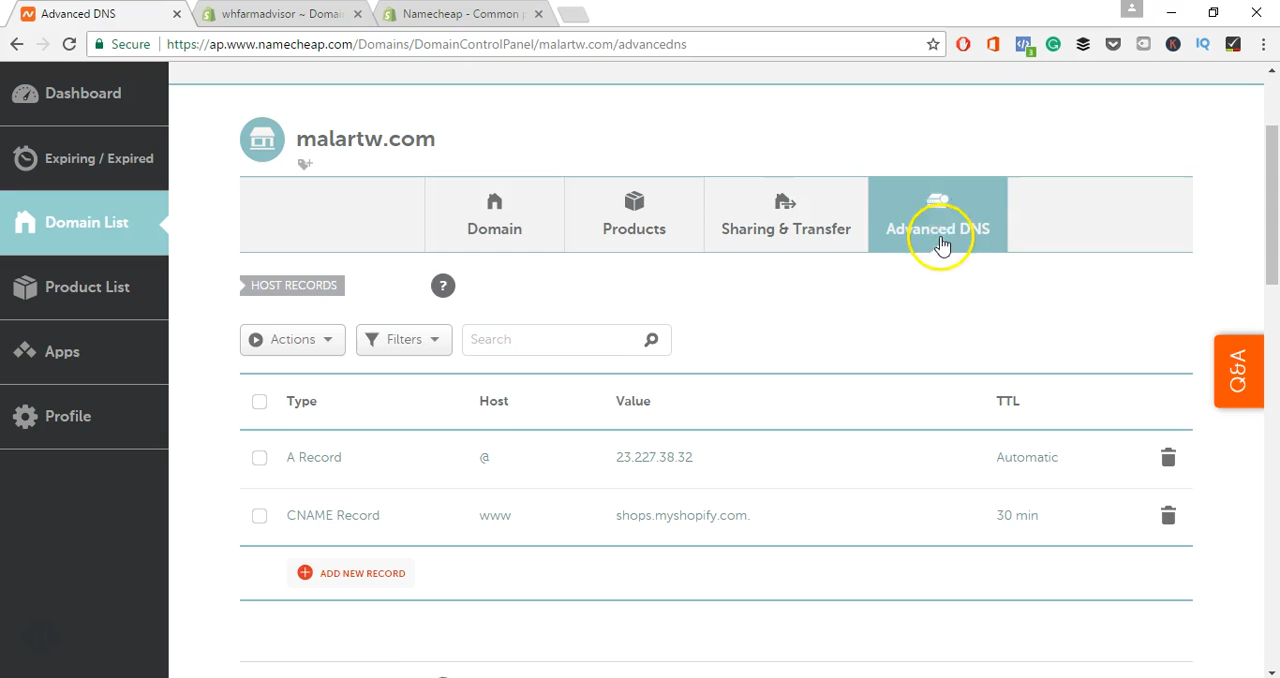 Advanced DNS
whfarmadvisor ~ Domai
Namecheap - Common
Secure
https://ap.www.namecheap.com/Domains/DomainControlPanel/malartw.com/advancedns
3
K
IQ
Dashboard
Expiring / Expired
Domain List
Product List
Apps
Profile
malartw.com
Domain
Products
Sharing & Transfer
Advanced DNS
HOST RECORDS
?
Actions
Filters
Search
Type Host Value TTL
A Record @ 23.227.38.32 Automatic
CNAME Record www shops.myshopify.com. 30 min
ADD NEW RECORD
Q&A